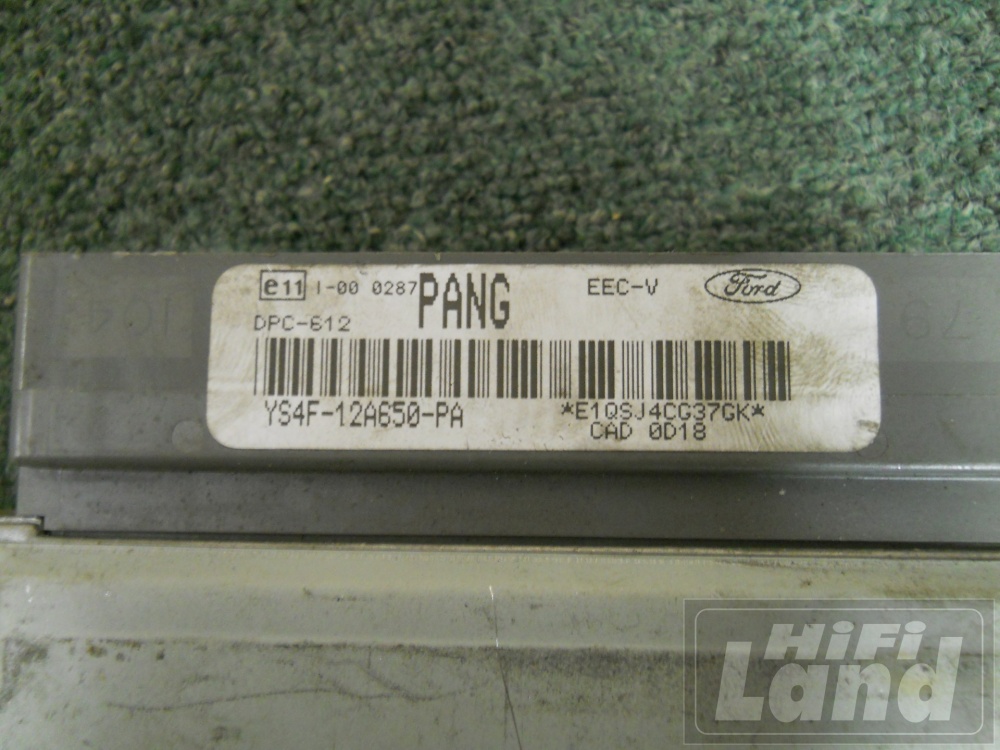 e11 I-00 0287 PANG EEC-V Ford
DPC-612
YS4F-12A650-PA *E1QSJ4CG37GK*
CAD 0D18
HiFi
Land